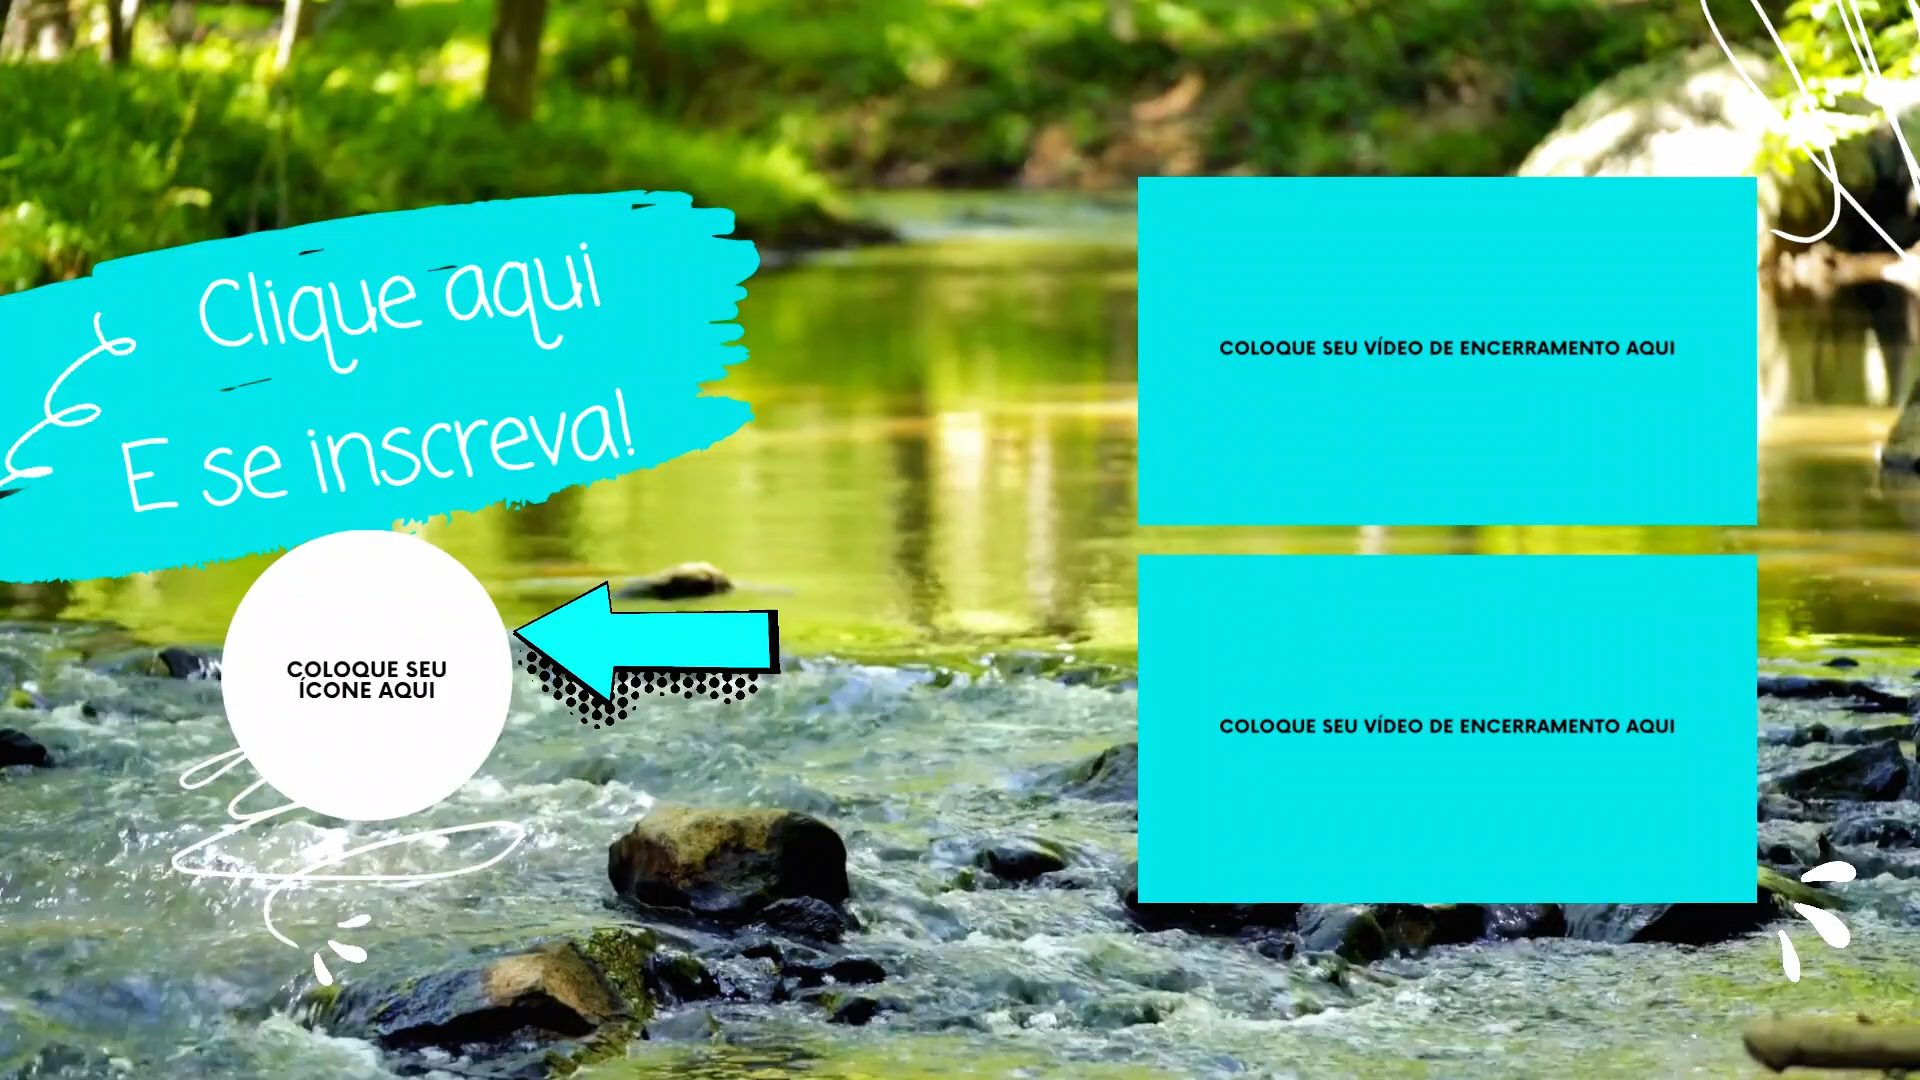 Clique aqui
E se inscreva!
COLOQUE SEU
ÍCONE AQUI
COLOQUE SEU VÍDEO DE ENCERRAMENTO AQUI
COLOQUE SEU VÍDEO DE ENCERRAMENTO AQUI